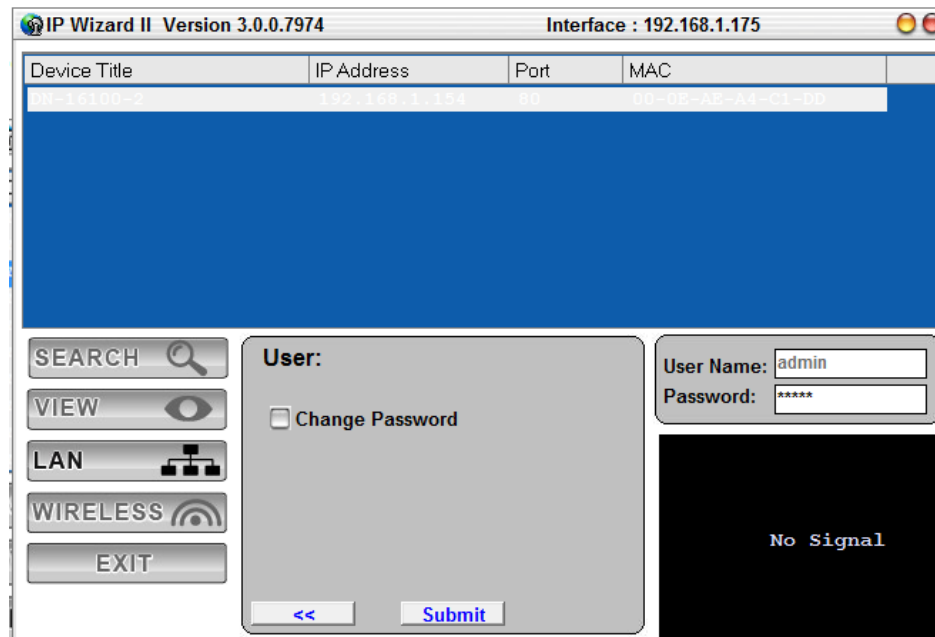 IP Wizard II Version 3.0.0.7974 Interface : 192.168.1.175
Device Title IP Address Port MAC
DN-16100-2 192.168.1.154 80 00-0E-AE-A4-C1-DD
SEARCH
VIEW
LAN
WIRELESS
EXIT
User:
Change Password
<< Submit
User Name: admin
Password: *****
No Signal